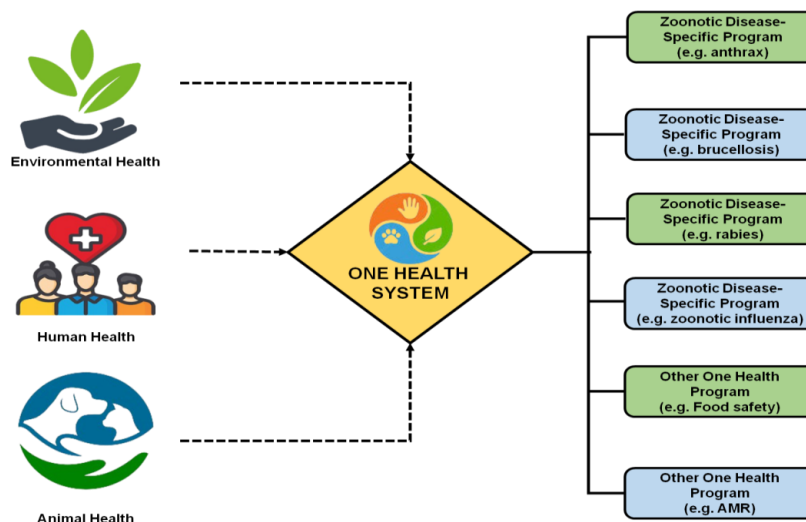 Environmental Health
Human Health
Animal Health
ONE HEALTH
SYSTEM
Zoonotic Disease-
Specific Program
(e.g. anthrax)
Zoonotic Disease-
Specific Program
(e.g. brucellosis)
Zoonotic Disease-
Specific Program
(e.g. rabies)
Zoonotic Disease-
Specific Program
(e.g. zoonotic influenza)
Other One Health
Program
(e.g. Food safety)
Other One Health
Program
(e.g. AMR)